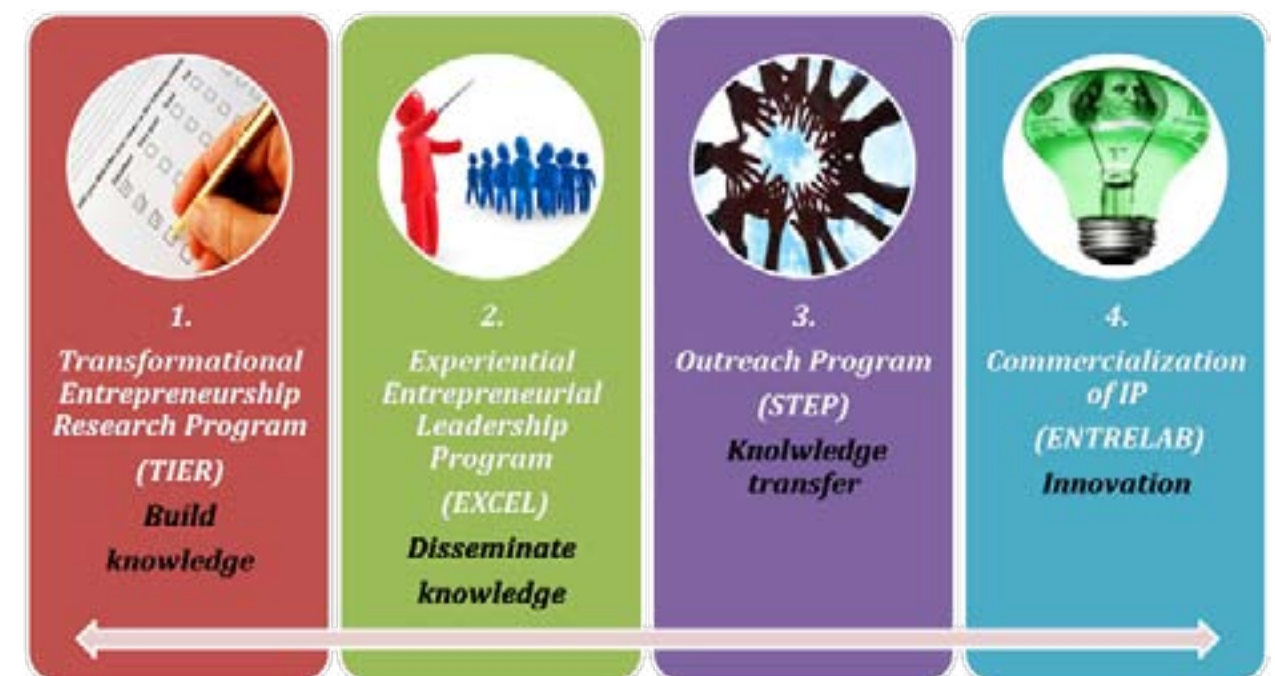 1.
Transformational
Entrepreneurship
Research Program
(TIER)
Build
knowledge
2.
Experiential
Entrepreneurial
Leadership
Program
(EXCEL)
Disseminate
knowledge
3.
Outreach Program
(STEP)
Knolwledge
transfer
4.
Commercialization
of IP
(ENTRELAB)
Innovation